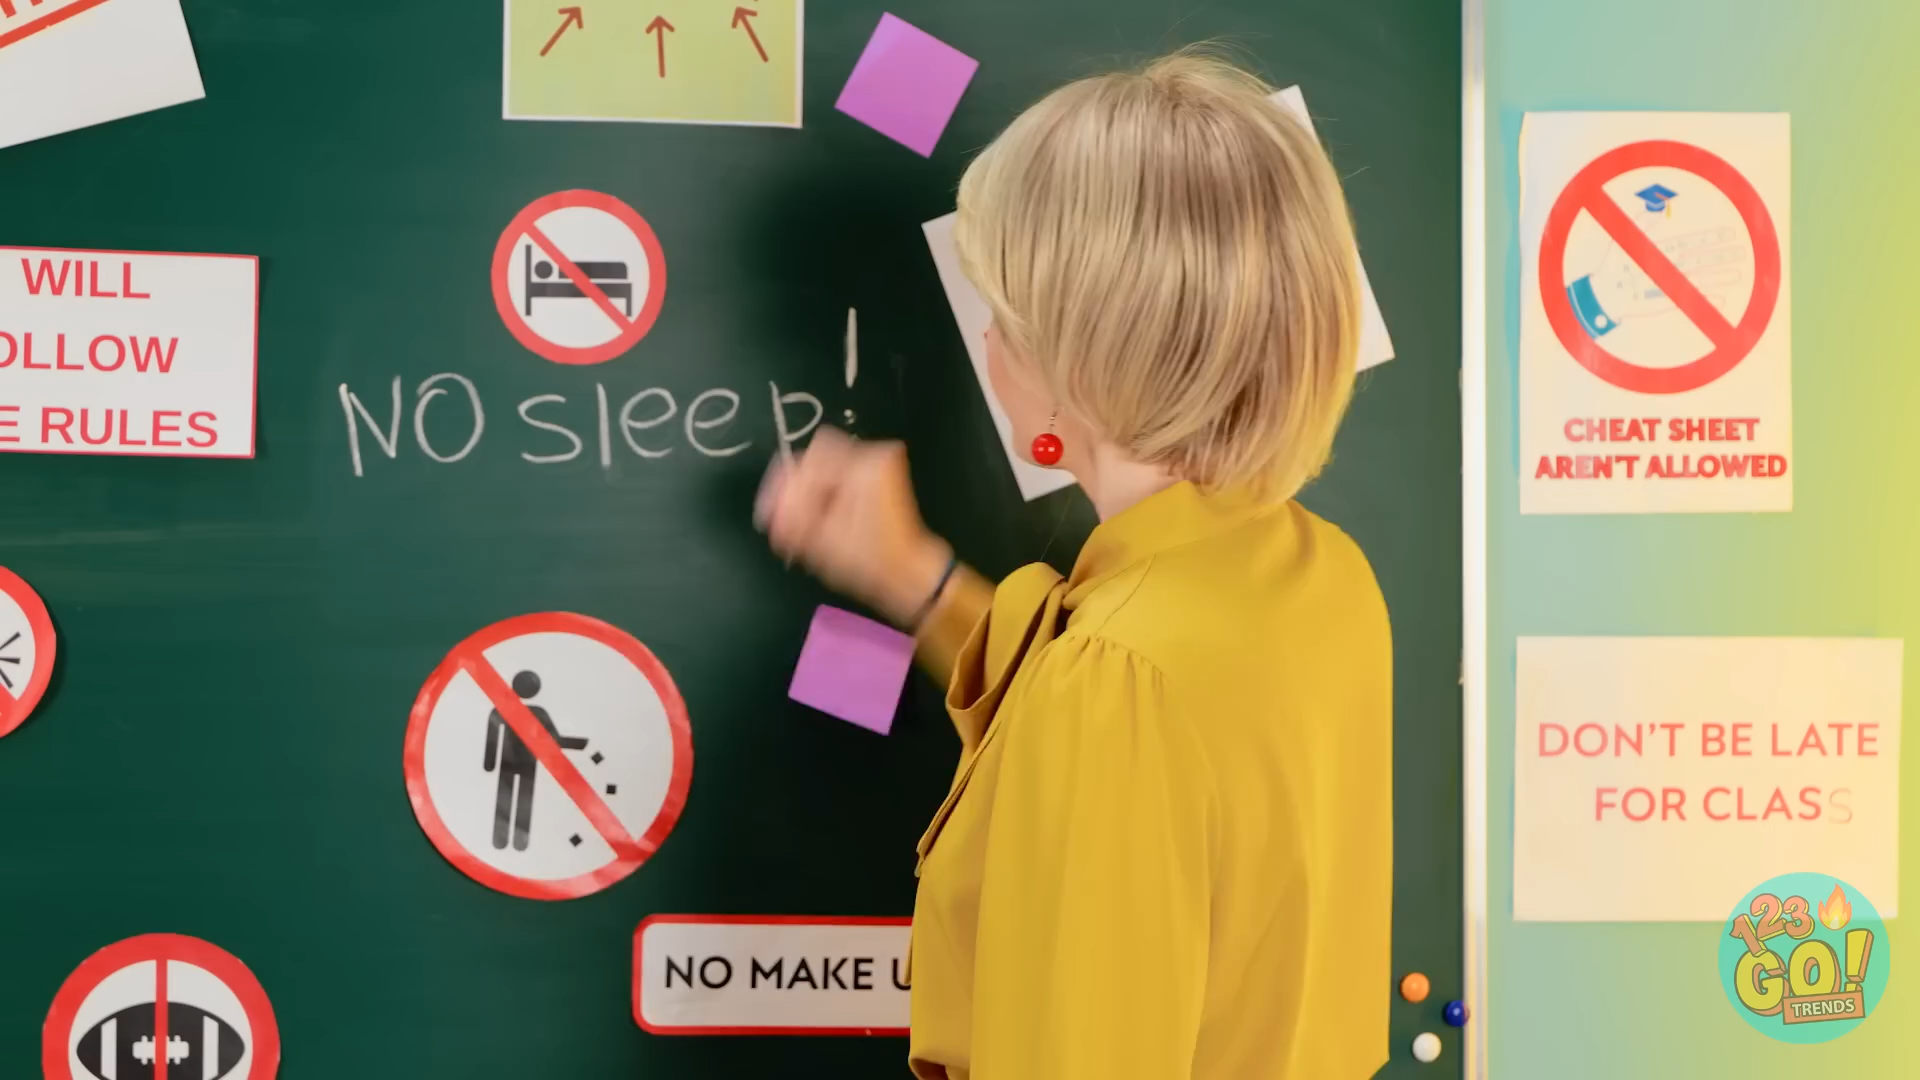 WILL
OLLOW
E RULES
NO sleep!
NO MAKE U
CHEAT SHEET
AREN'T ALLOWED
DON'T BE LATE
FOR CLASS
123
GO!
TRENDS